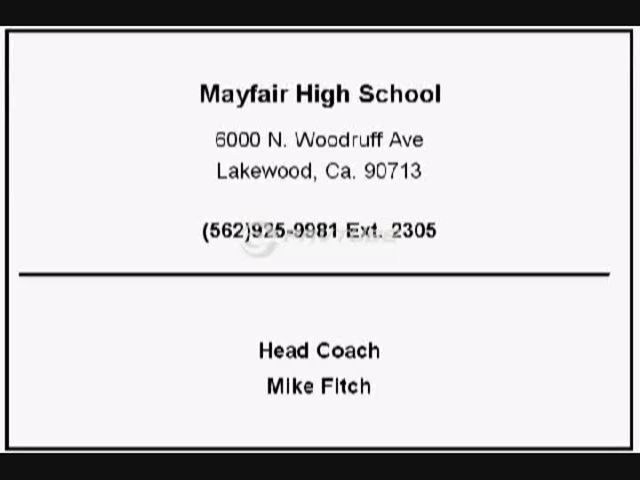 Mayfair High School
6000 N. Woodruff Ave
Lakewood, Ca. 90713
(562)925-9981 Ext. 2305
Head Coach
Mike Fitch